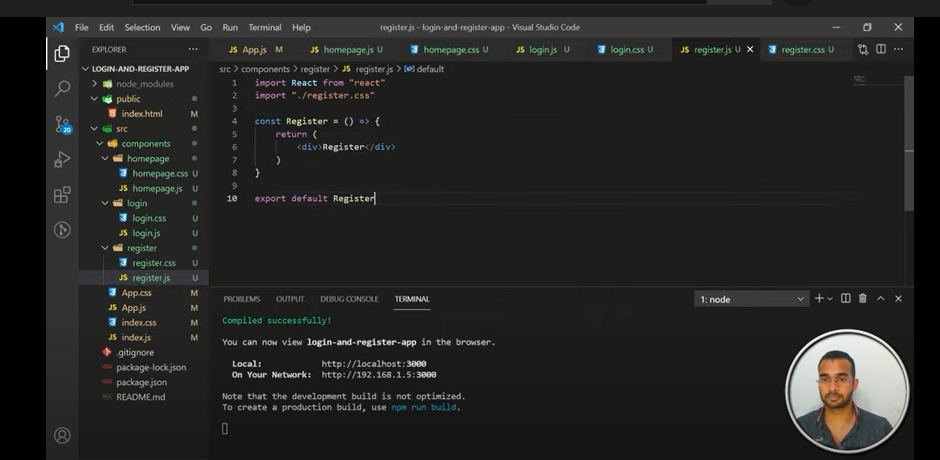 File Edit Selection View Go Run Terminal Help
register.js - login-and-register-app - Visual Studio Code
EXPLORER
LOGIN-AND-REGISTER-APP
node_modules
public
index.html M
src
components
homepage
homepage.css U
homepage.js U
login
login.css U
login.js U
register
register.css U
register.js U
App.css M
App.js M
index.css M
index.js M
.gitignore
package-lock.json
package.json
README.md
20
JS App.js M
JS homepage.js U
homepage.css U
JS login.js U
login.css U
JS register.js U
register.css U
src > components > register > JS register.js > default
1 import React from "react"
2 import "./register.css"
3
4 const Register = () => {
5 return (
6 <div>Register</div>
7 )
8 }
9
10 export default Register
PROBLEMS OUTPUT DEBUG CONSOLE TERMINAL
1: node
Compiled successfully!
You can now view login-and-register-app in the browser.
Local: http://localhost:3000
On Your Network: http://192.168.1.5:3000
Note that the development build is not optimized.
To create a production build, use npm run build.